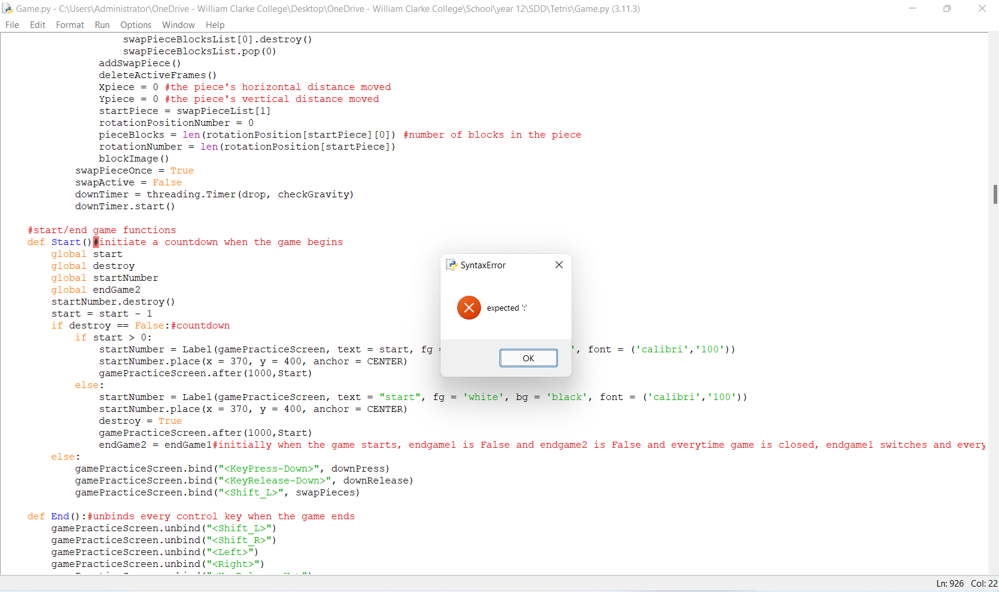 Game.py - C:\Users\Administrator\OneDrive - William Clarke College\Desktop\OneDrive - William Clarke College\School\year 12\SDD\Tetris\Game.py (3.11.3)
File Edit Format Run Options Window Help
swapPieceBlocksList[0].destroy()
swapPieceBlocksList.pop(0)
addSwapPiece()
deleteActiveFrames()
Xpiece = 0 #the piece's horizontal distance moved
Ypiece = 0 #the piece's vertical distance moved
startPiece = swapPieceList[1]
rotationPositionNumber = 0
pieceBlocks = len(rotationPosition[startPiece][0]) #number of blocks in the piece
rotationNumber = len(rotationPosition[startPiece])
blockImage()
swapPieceOnce = True
swapActive = False
downTimer = threading.Timer(drop, checkGravity)
downTimer.start()
#start/end game functions
def Start()#initiate a countdown when the game begins
global start
global destroy
global startNumber
global endGame2
startNumber.destroy()
start = start - 1
if destroy == False:#countdown
if start > 0:
startNumber = Label(gamePracticeScreen, text = start, fg = ', font = ('calibri','100'))
startNumber.place(x = 370, y = 400, anchor = CENTER)
gamePracticeScreen.after(1000,Start)
else:
startNumber = Label(gamePracticeScreen, text = "start", fg = 'white', bg = 'black', font = ('calibri','100'))
startNumber.place(x = 370, y = 400, anchor = CENTER)
destroy = True
gamePracticeScreen.after(1000,Start)
endGame2 = endGame1#initially when the game starts, endgame1 is False and endgame2 is False and everytime game is closed, endgame1 switches and every
else:
gamePracticeScreen.bind("<KeyPress-Down>", downPress)
gamePracticeScreen.bind("<KeyRelease-Down>", downRelease)
gamePracticeScreen.bind("<Shift_L>", swapPieces)
def End():#unbinds every control key when the game ends
gamePracticeScreen.unbind("<Shift_L>")
gamePracticeScreen.unbind("<Shift_R>")
gamePracticeScreen.unbind("<Left>")
gamePracticeScreen.unbind("<Right>")
SyntaxError
expected ':'
OK
Ln: 926 Col: 22